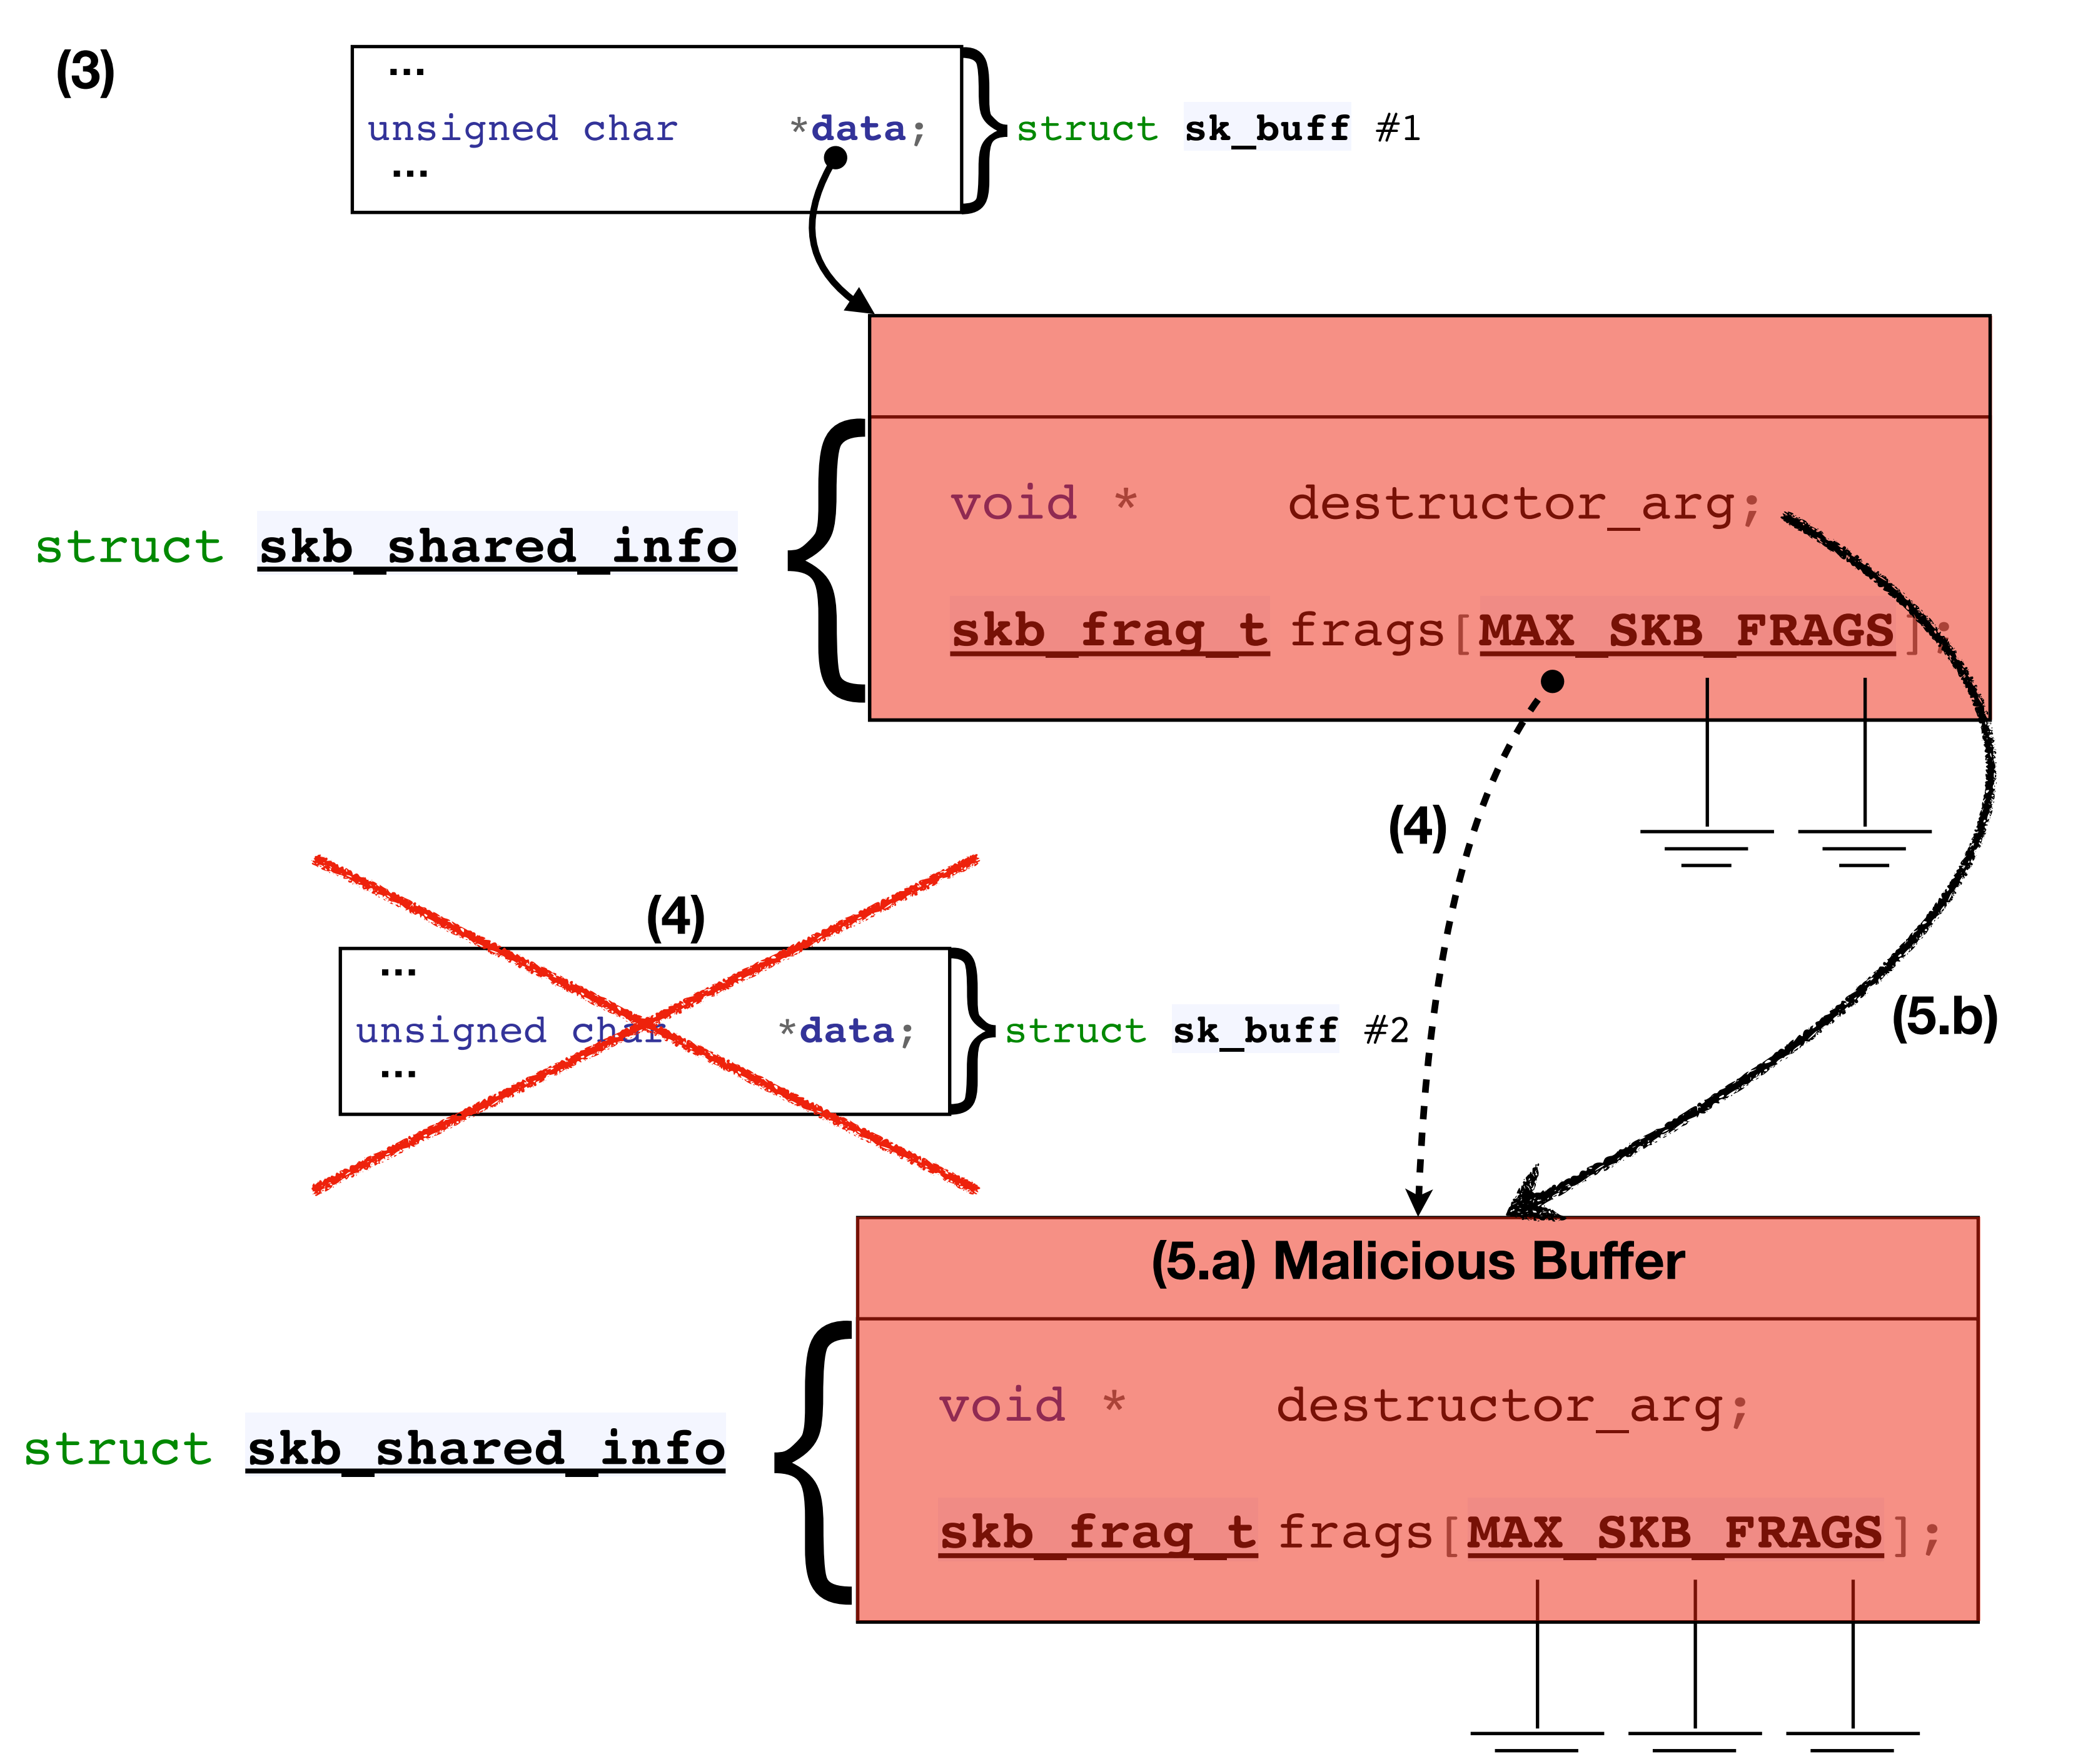 (3)
...
unsigned char *data;
...
struct sk_buff #1
void * destructor_arg;
struct skb_shared_info
skb_frag_t frags[MAX_SKB_FRAGS];
(4)
(4)
...
unsigned char *data;
...
struct sk_buff #2
(5.b)
(5.a) Malicious Buffer
void * destructor_arg;
struct skb_shared_info
skb_frag_t frags[MAX_SKB_FRAGS];